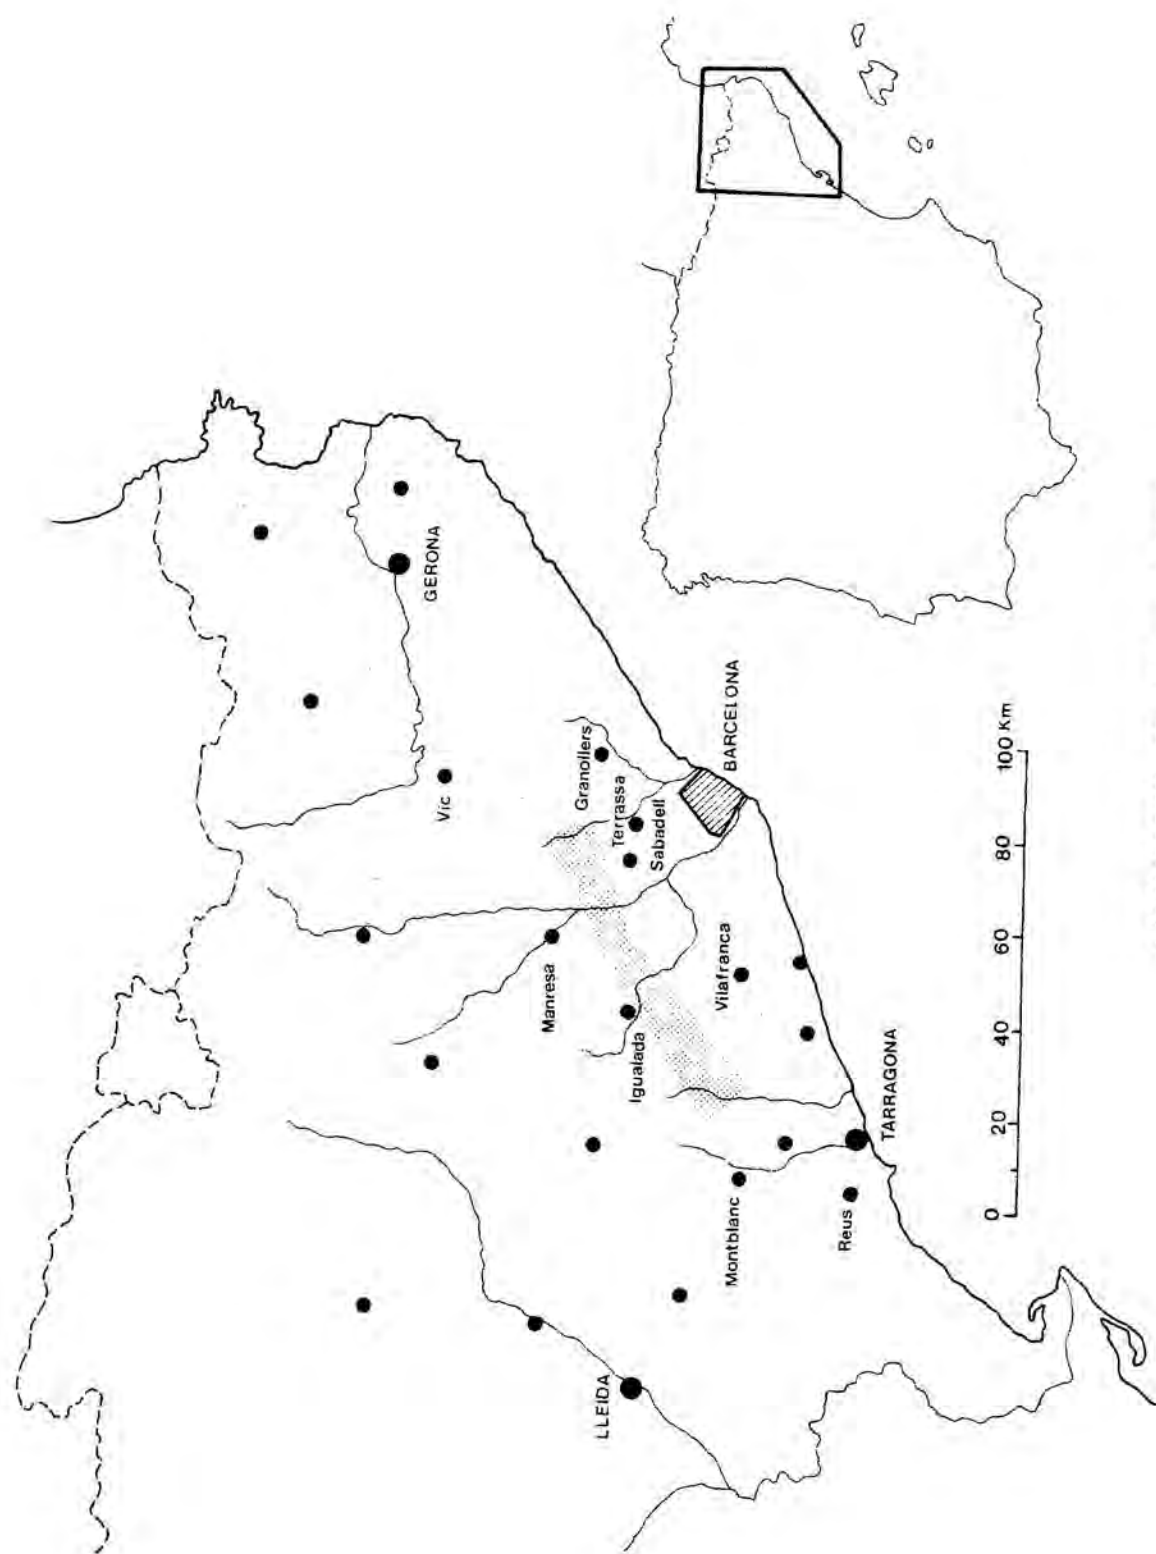 GERONA
Vic
Granollers
Terrassa
Sabadell
BARCELONA
Manresa
Igualada
Vilafranca
LLEIDA
Montblanc
Reus
TARRAGONA
0 20 40 60 80 100 Km